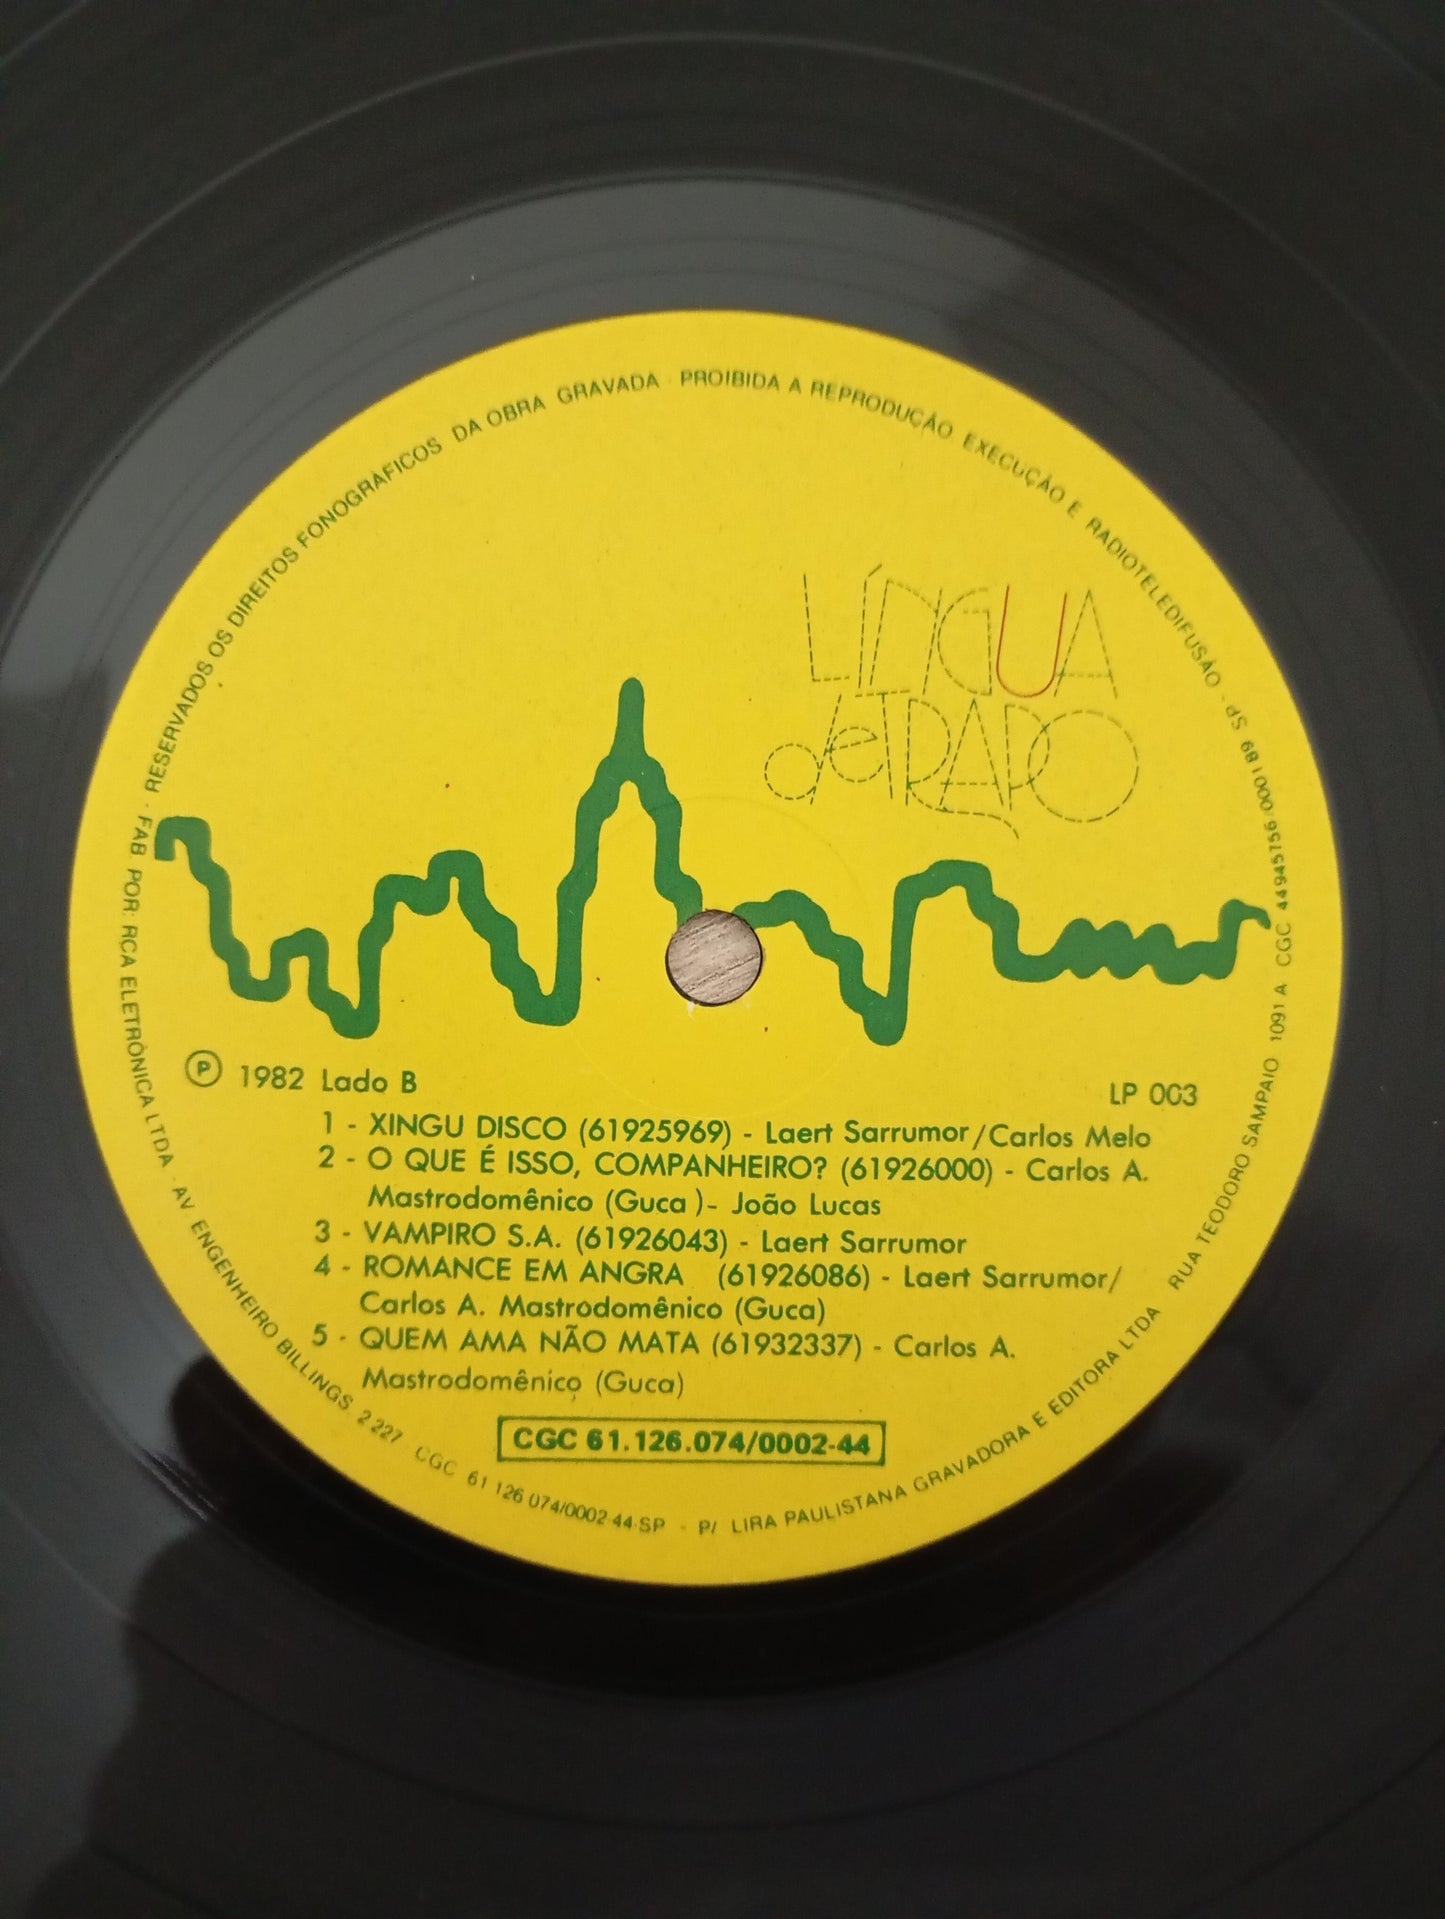 RESERVADOS OS DIREITOS FONOGRÁFICOS DA OBRA GRAVADA · PROIBIDA A REPRODUÇÃO EXECUÇÃO E RADIOTELEDIFUSÃO · SP
LÍNGUA
de TRAPO
Ⓟ 1982 Lado B
LP 003
1 - XINGU DISCO (61925969) - Laert Sarrumor/Carlos Melo
2 - O QUE É ISSO, COMPANHEIRO? (61926000) - Carlos A.
Mastrodomênico (Guca) - João Lucas
3 - VAMPIRO S.A. (61926043) - Laert Sarrumor
4 - ROMANCE EM ANGRA (61926086) - Laert Sarrumor/
Carlos A. Mastrodomênico (Guca)
5 - QUEM AMA NÃO MATA (61932337) - Carlos A.
Mastrodomênico (Guca)
CGC 61.126.074/0002-44
FAB POR: RCA ELETRÔNICA LTDA · AV ENGENHEIRO BILLINGS 2 227 CGC 61 126 074/0002-44-SP - P/ LIRA PAULISTANA GRAVADORA E EDITORA LTDA RUA TEODORO SAMPAIO 1091 A CGC 44945756/0001 89